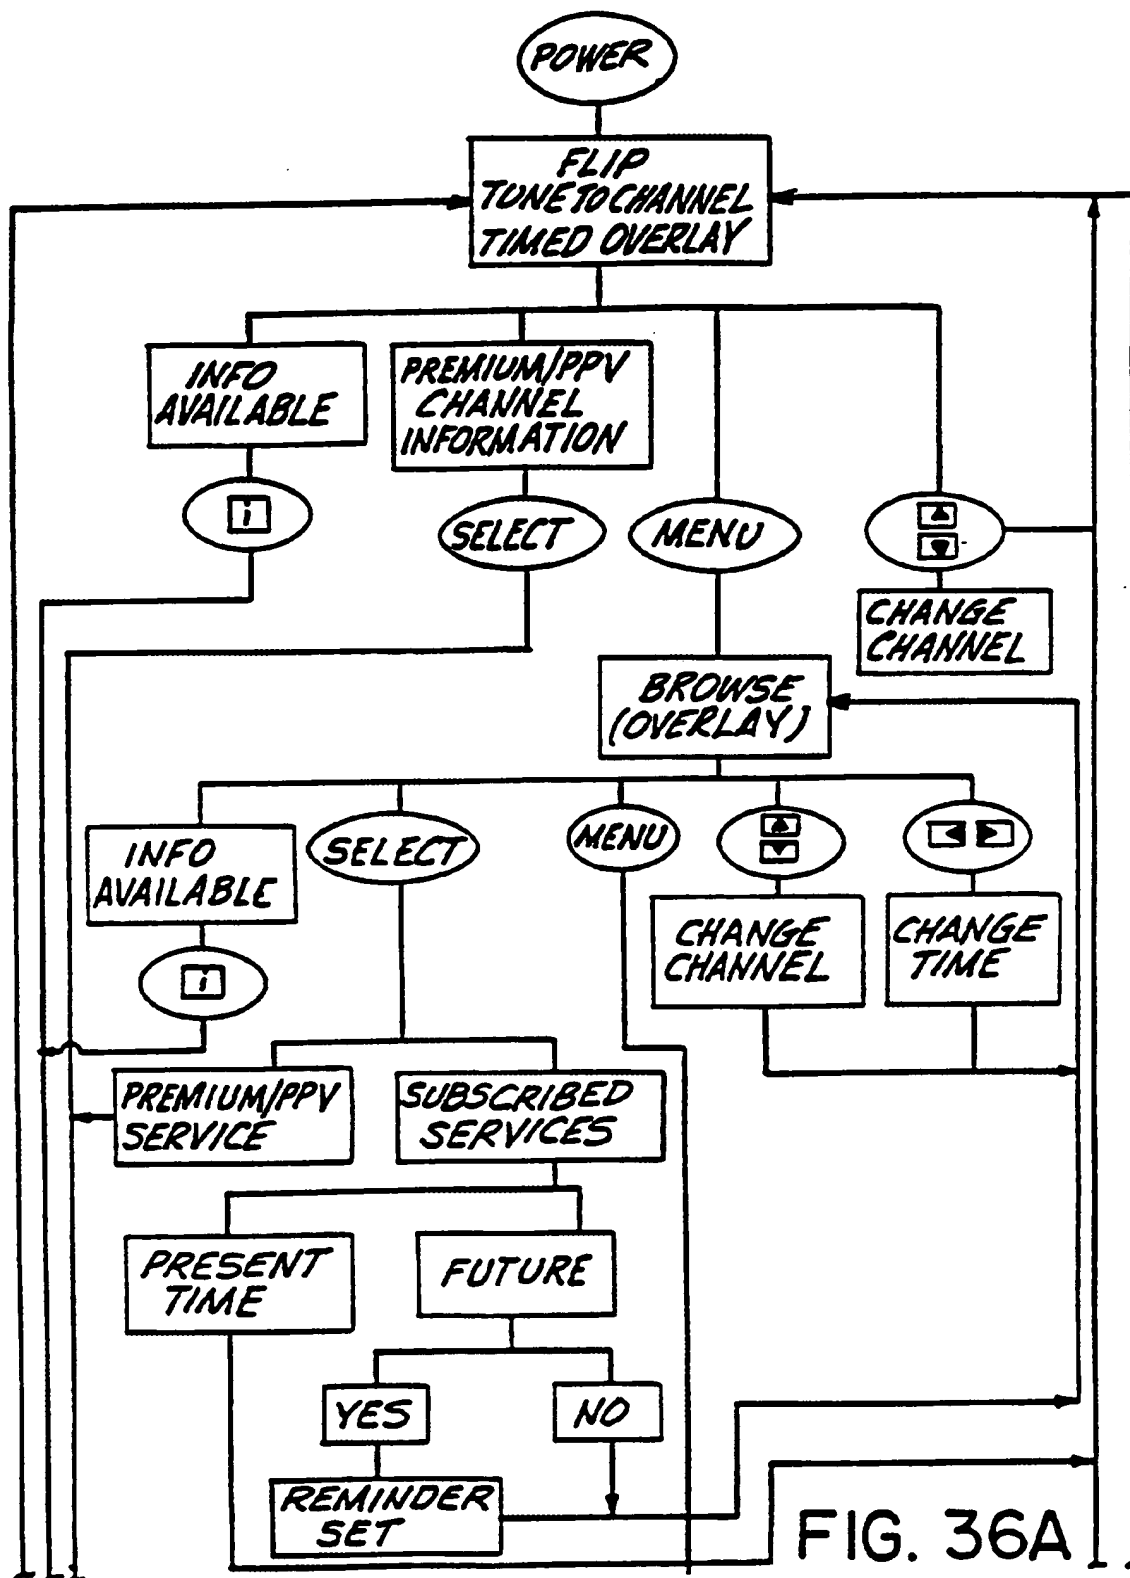 POWER
FLIP
TUNE TO CHANNEL
TIMED OVERLAY
INFO
AVAILABLE
PREMIUM/PPV
CHANNEL
INFORMATION
i
SELECT
MENU
CHANGE
CHANNEL
BROWSE
(OVERLAY)
INFO
AVAILABLE
SELECT
MENU
CHANGE
CHANNEL
CHANGE
TIME
i
PREMIUM/PPV
SERVICE
SUBSCRIBED
SERVICES
PRESENT
TIME
FUTURE
YES
NO
REMINDER
SET
FIG. 36A